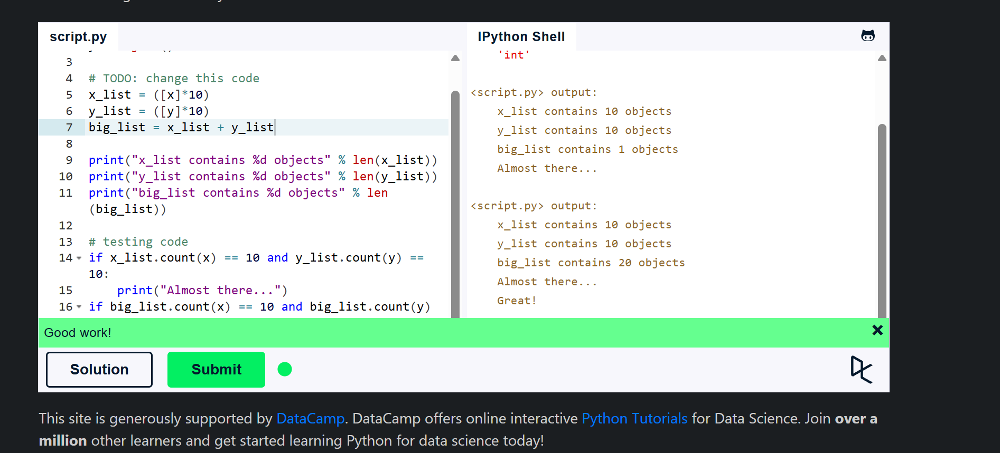 script.py
3
4 # TODO: change this code
5 x_list = ([x]*10)
6 y_list = ([y]*10)
7 big_list = x_list + y_list
8
9 print("x_list contains %d objects" % len(x_list))
10 print("y_list contains %d objects" % len(y_list))
11 print("big_list contains %d objects" % len
(big_list))
12
13 # testing code
14 if x_list.count(x) == 10 and y_list.count(y) ==
10:
15     print("Almost there...")
16 if big_list.count(x) == 10 and big_list.count(y)
IPython Shell
'int'
<script.py> output:
x_list contains 10 objects
y_list contains 10 objects
big_list contains 1 objects
Almost there...
<script.py> output:
x_list contains 10 objects
y_list contains 10 objects
big_list contains 20 objects
Almost there...
Great!
Good work!
Solution
Submit
This site is generously supported by DataCamp. DataCamp offers online interactive Python Tutorials for Data Science. Join over a
million other learners and get started learning Python for data science today!